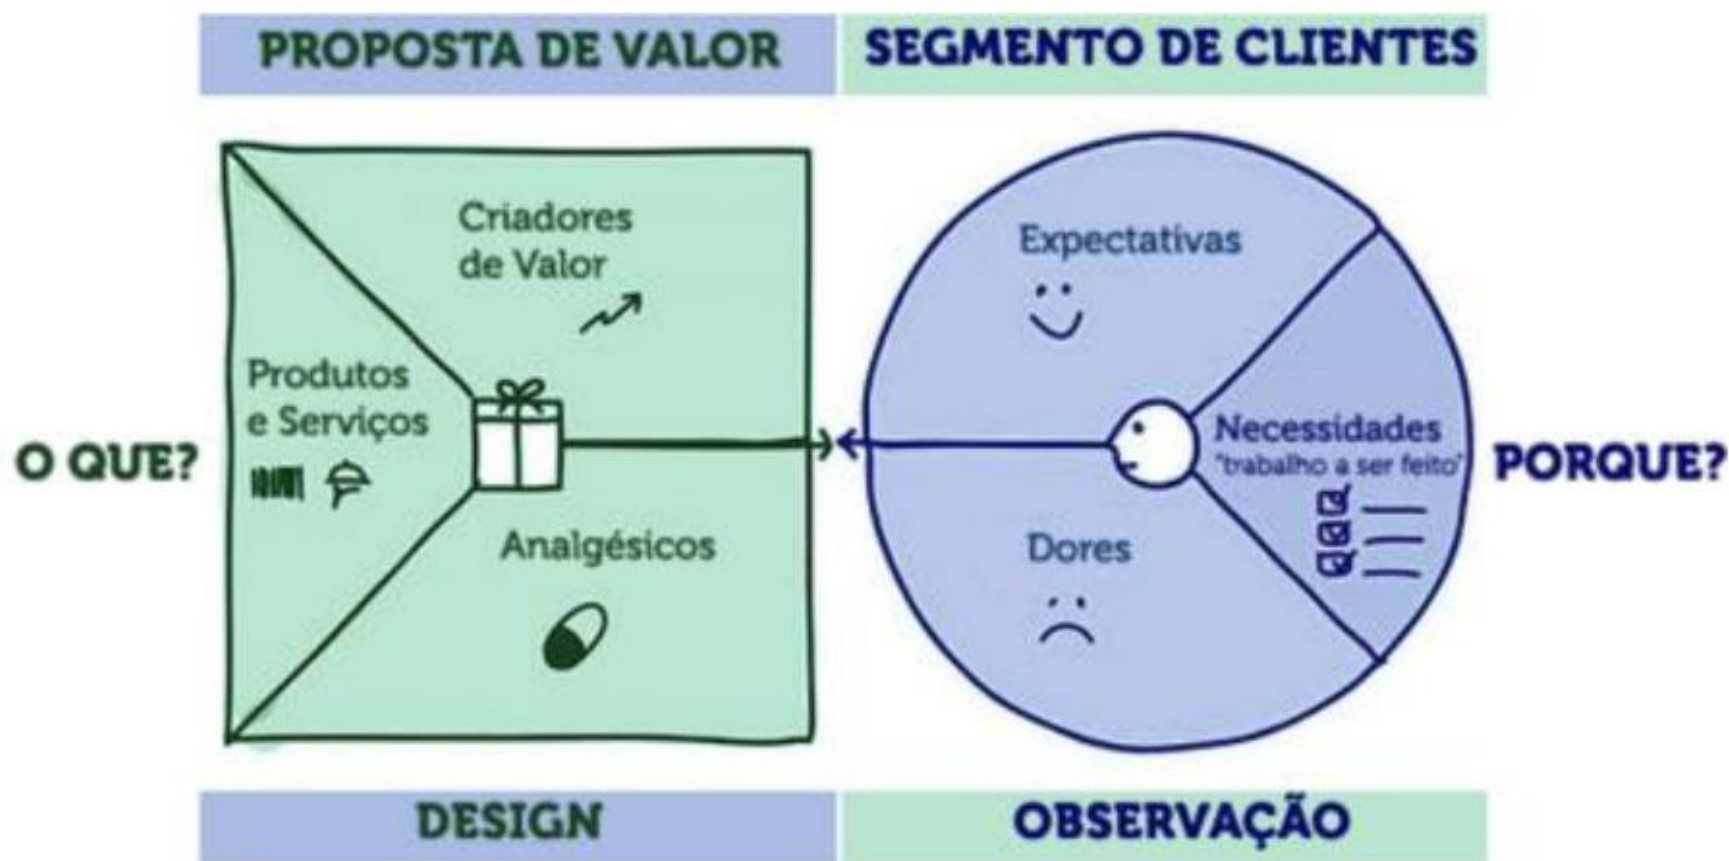 PROPOSTA DE VALOR
SEGMENTO DE CLIENTES
Criadores
de Valor
Produtos
e Serviços
Analgésicos
O QUE?
Expectativas
Necessidades
"trabalho a ser feito"
Dores
PORQUE?
DESIGN
OBSERVAÇÃO